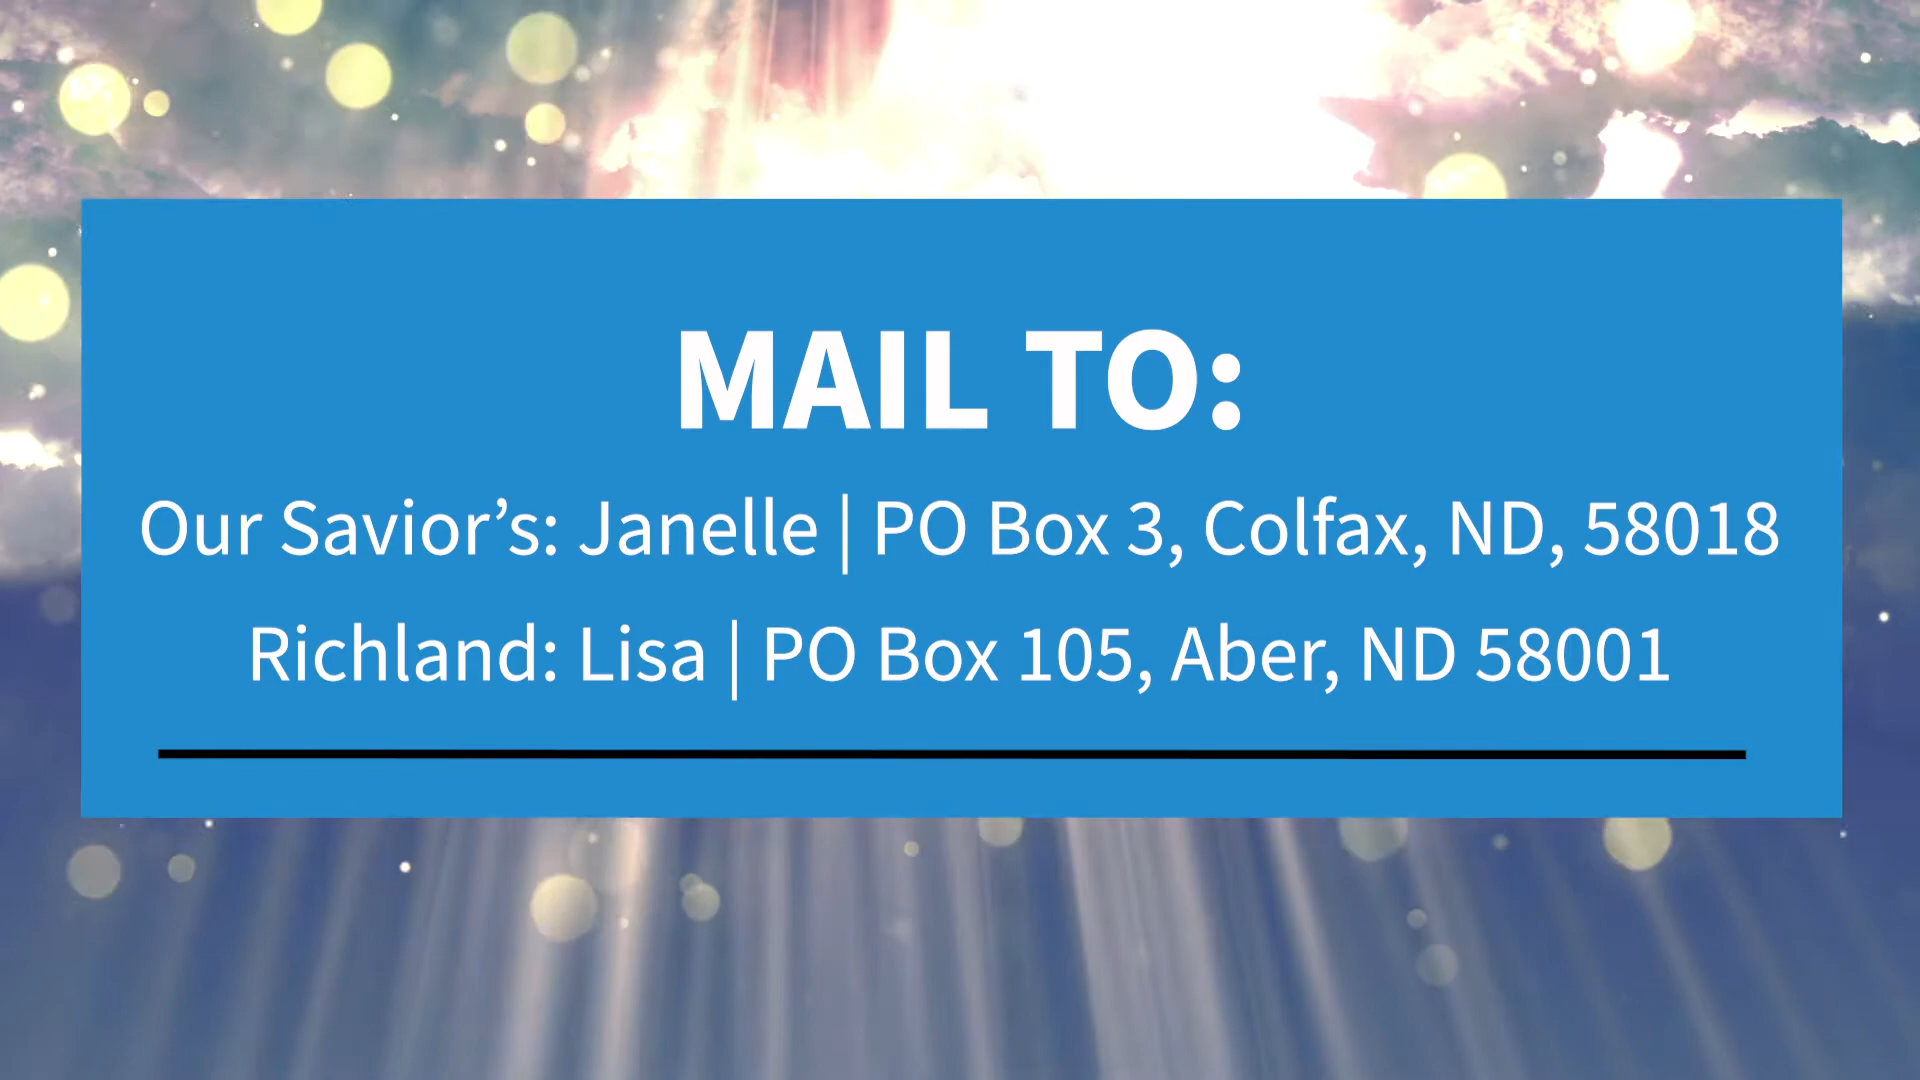 MAIL TO:
Our Savior’s: Janelle | PO Box 3, Colfax, ND, 58018
Richland: Lisa | PO Box 105, Aber, ND 58001